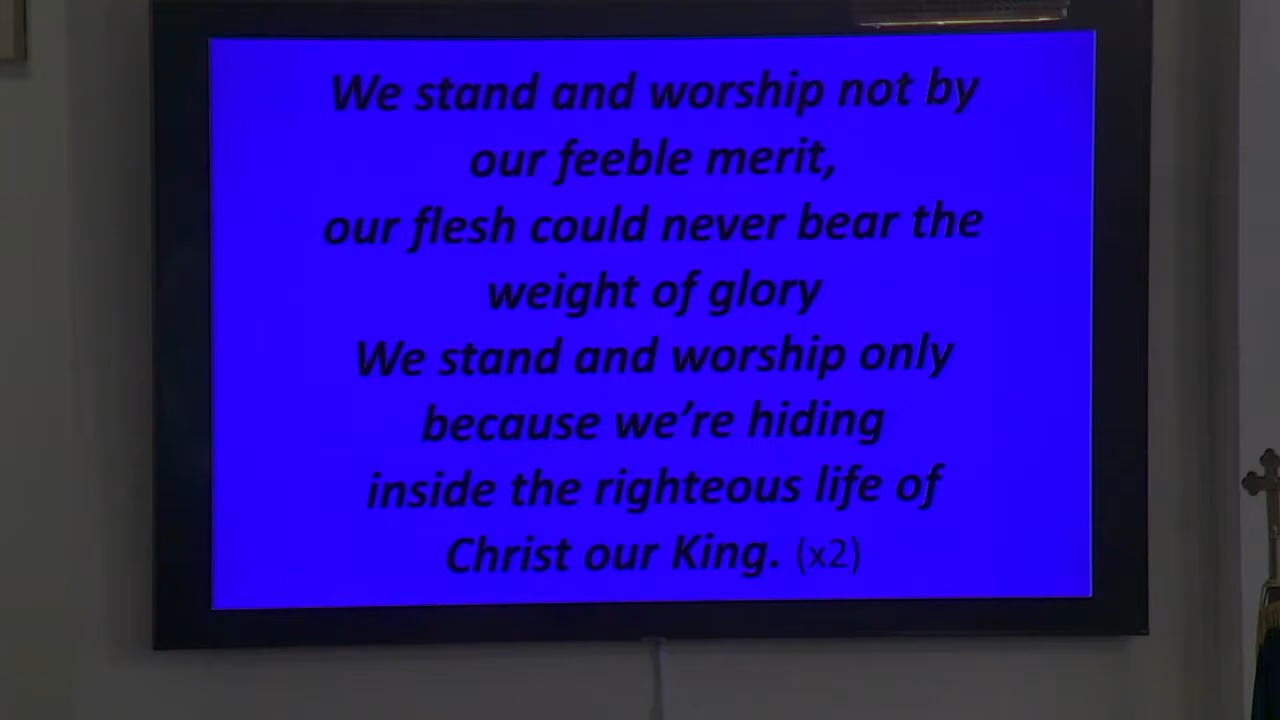 We stand and worship not by
our feeble merit,
our flesh could never bear the
weight of glory
We stand and worship only
because we’re hiding
inside the righteous life of
Christ our King. (x2)